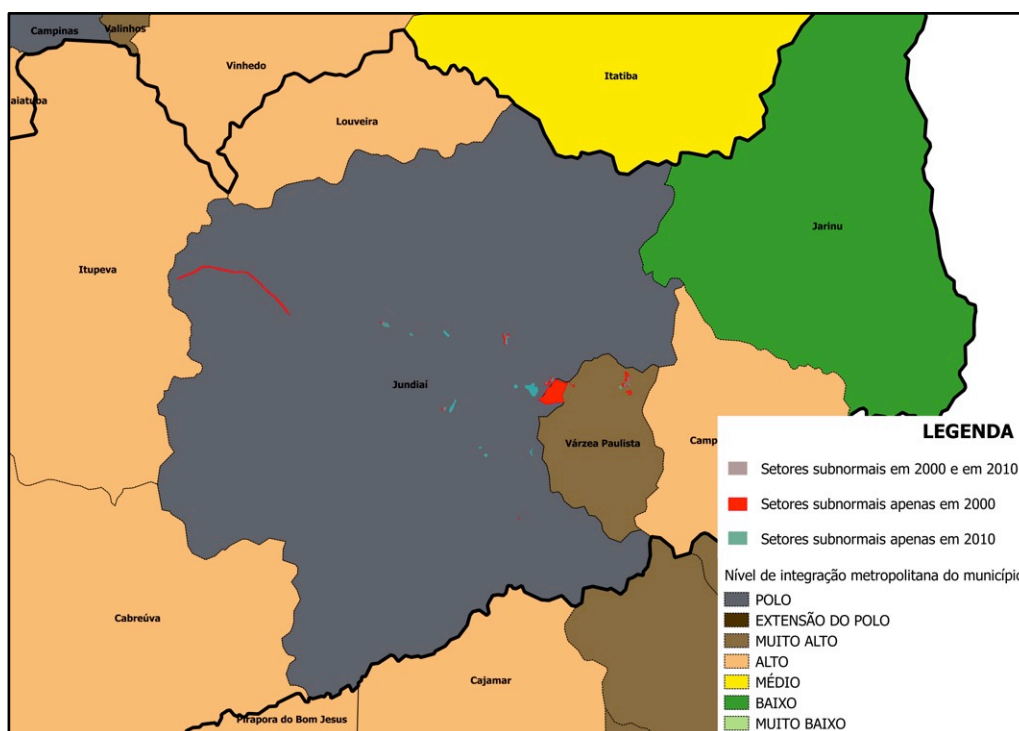 Campinas
Valinhos
Vinhedo
Itatiba
aiatuba
Louveira
Jarinu
Itupeva
Jundiaí
Várzea Paulista
Camp
LEGENDA
Setores subnormais em 2000 e em 2010
Setores subnormais apenas em 2000
Setores subnormais apenas em 2010
Nível de integração metropolitana do município
POLO
EXTENSÃO DO POLO
MUITO ALTO
ALTO
MÉDIO
BAIXO
MUITO BAIXO
Cabreúva
Cajamar
Pirapora do Bom Jesus